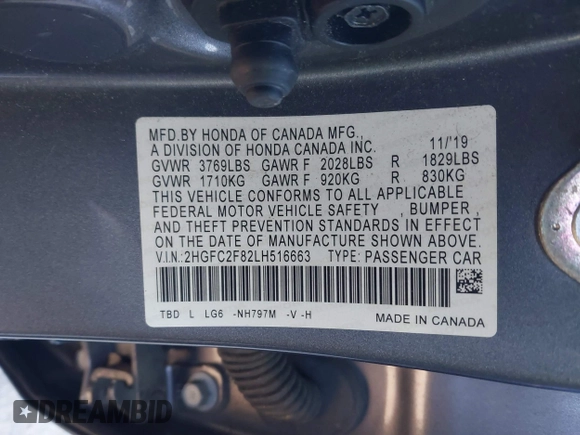 MFD.BY HONDA OF CANADA MFG.,
A DIVISION OF HONDA CANADA INC. 11/'19
GVWR 3769LBS GAWR F 2028LBS R 1829LBS
GVWR 1710KG GAWR F 920KG R 830KG
THIS VEHICLE CONFORMS TO ALL APPLICABLE
FEDERAL MOTOR VEHICLE SAFETY , BUMPER ,
AND THEFT PREVENTION STANDARDS IN EFFECT
ON THE DATE OF MANUFACTURE SHOWN ABOVE.
V.I.N.:2HGFC2F82LH516663 TYPE: PASSENGER CAR
TBD L LG6 -NH797M -V -H
MADE IN CANADA
DREAMBID